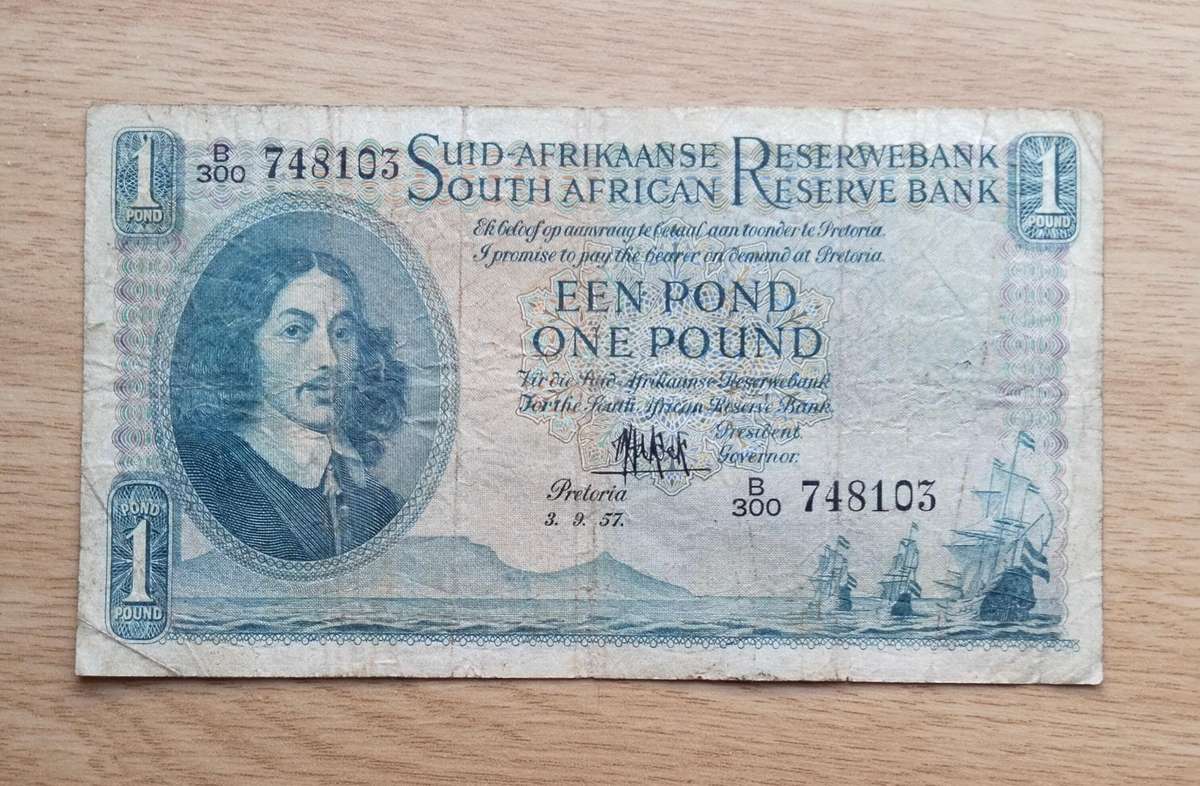 1
POND
B
300 748103
SUID-AFRIKAANSE RESERWEBANK
SOUTH AFRICAN RESERVE BANK
1
POUND
Ek beloof op aanvraag te betaal aan toonder te Pretoria.
I promise to pay the bearer on demand at Pretoria.
EEN POND
ONE POUND
Vir die Suid-Afrikaanse Reserwebank
For the South African Reserve Bank
President.
Governor.
Pretoria
3. 9. 57.
B
300 748103
POND
1
POUND